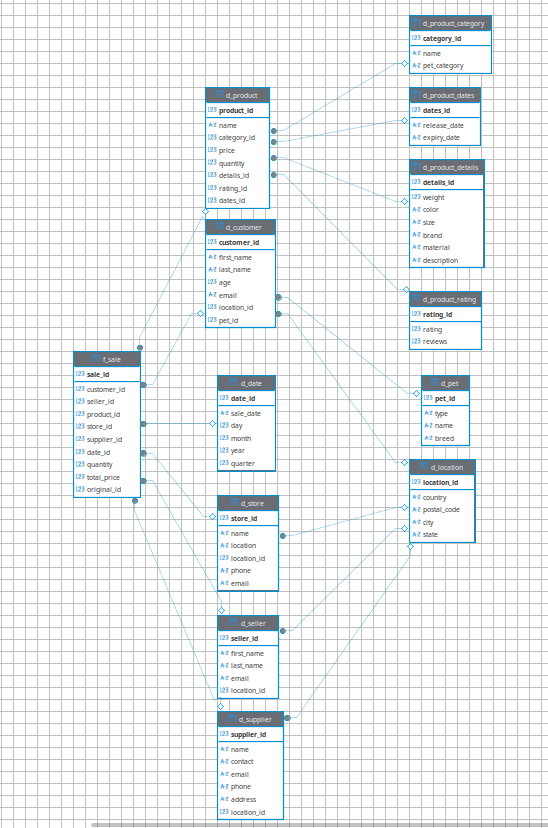 d_product_category
123 category_id
A-Z name
A-Z pet_category
d_product
123 product_id
A-Z name
123 category_id
123 price
123 quantity
123 details_id
123 rating_id
123 dates_id
d_product_dates
123 dates_id
123 release_date
123 expiry_date
d_product_details
123 details_id
123 weight
A-Z color
A-Z size
A-Z brand
A-Z material
A-Z description
d_customer
123 customer_id
A-Z first_name
A-Z last_name
123 age
A-Z email
123 location_id
123 pet_id
d_product_rating
123 rating_id
123 rating
123 reviews
f_sale
123 sale_id
123 customer_id
123 seller_id
123 product_id
123 store_id
123 supplier_id
123 date_id
123 quantity
123 total_price
123 original_id
d_date
123 date_id
A-Z sale_date
123 day
123 month
123 year
123 quarter
d_pet
123 pet_id
A-Z type
A-Z name
A-Z breed
d_location
123 location_id
A-Z country
A-Z postal_code
A-Z city
A-Z state
d_store
123 store_id
A-Z name
A-Z location
123 location_id
A-Z phone
A-Z email
d_seller
123 seller_id
A-Z first_name
A-Z last_name
A-Z email
123 location_id
d_supplier
123 supplier_id
A-Z name
A-Z contact
A-Z email
A-Z phone
A-Z address
123 location_id